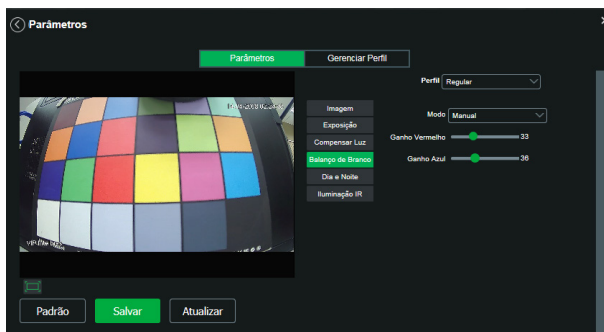 Parâmetros
Parâmetros
Gerenciar Perfil
Perfil
Regular
Imagem
Exposição
Compensar Luz
Balanço de Branco
Dia e Noite
Iluminação IR
Modo
Manual
Ganho Vermelho
33
Ganho Azul
36
Padrão
Salvar
Atualizar